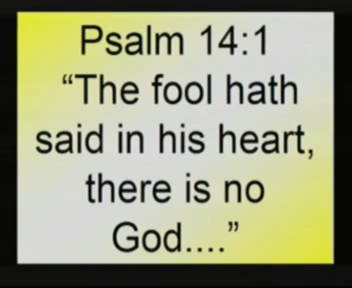 Psalm 14:1
“The fool hath
said in his heart,
there is no
God....”